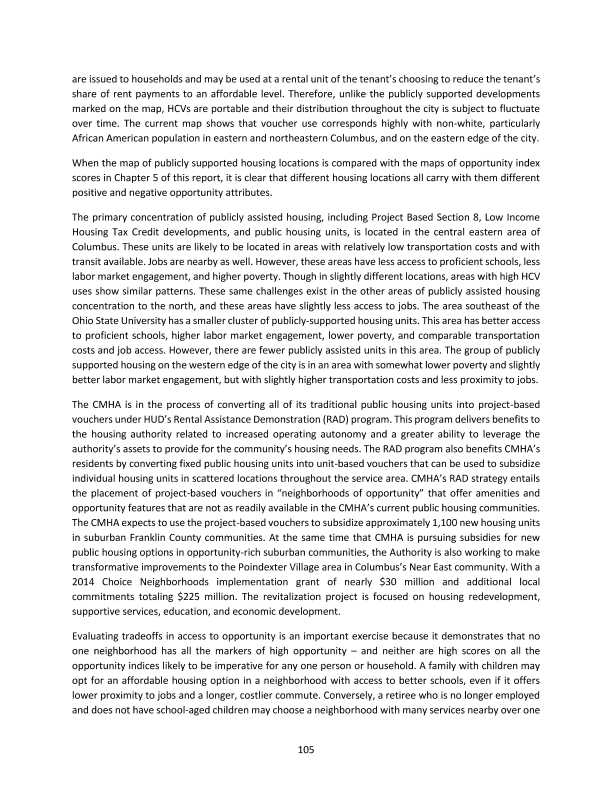 are issued to households and may be used at a rental unit of the tenant’s choosing to reduce the tenant’s
share of rent payments to an affordable level. Therefore, unlike the publicly supported developments
marked on the map, HCVs are portable and their distribution throughout the city is subject to fluctuate
over time. The current map shows that voucher use corresponds highly with non-white, particularly
African American population in eastern and northeastern Columbus, and on the eastern edge of the city.
When the map of publicly supported housing locations is compared with the maps of opportunity index
scores in Chapter 5 of this report, it is clear that different housing locations all carry with them different
positive and negative opportunity attributes.
The primary concentration of publicly assisted housing, including Project Based Section 8, Low Income
Housing Tax Credit developments, and public housing units, is located in the central eastern area of
Columbus. These units are likely to be located in areas with relatively low transportation costs and with
transit available. Jobs are nearby as well. However, these areas have less access to proficient schools, less
labor market engagement, and higher poverty. Though in slightly different locations, areas with high HCV
uses show similar patterns. These same challenges exist in the other areas of publicly assisted housing
concentration to the north, and these areas have slightly less access to jobs. The area southeast of the
Ohio State University has a smaller cluster of publicly-supported housing units. This area has better access
to proficient schools, higher labor market engagement, lower poverty, and comparable transportation
costs and job access. However, there are fewer publicly assisted units in this area. The group of publicly
supported housing on the western edge of the city is in an area with somewhat lower poverty and slightly
better labor market engagement, but with slightly higher transportation costs and less proximity to jobs.
The CMHA is in the process of converting all of its traditional public housing units into project-based
vouchers under HUD’s Rental Assistance Demonstration (RAD) program. This program delivers benefits to
the housing authority related to increased operating autonomy and a greater ability to leverage the
authority’s assets to provide for the community’s housing needs. The RAD program also benefits CMHA’s
residents by converting fixed public housing units into unit-based vouchers that can be used to subsidize
individual housing units in scattered locations throughout the service area. CMHA’s RAD strategy entails
the placement of project-based vouchers in “neighborhoods of opportunity” that offer amenities and
opportunity features that are not as readily available in the CMHA’s current public housing communities.
The CMHA expects to use the project-based vouchers to subsidize approximately 1,100 new housing units
in suburban Franklin County communities. At the same time that CMHA is pursuing subsidies for new
public housing options in opportunity-rich suburban communities, the Authority is also working to make
transformative improvements to the Poindexter Village area in Columbus’s Near East community. With a
2014 Choice Neighborhoods implementation grant of nearly $30 million and additional local
commitments totaling $225 million. The revitalization project is focused on housing redevelopment,
supportive services, education, and economic development.
Evaluating tradeoffs in access to opportunity is an important exercise because it demonstrates that no
one neighborhood has all the markers of high opportunity – and neither are high scores on all the
opportunity indices likely to be imperative for any one person or household. A family with children may
opt for an affordable housing option in a neighborhood with access to better schools, even if it offers
lower proximity to jobs and a longer, costlier commute. Conversely, a retiree who is no longer employed
and does not have school-aged children may choose a neighborhood with many services nearby over one
105